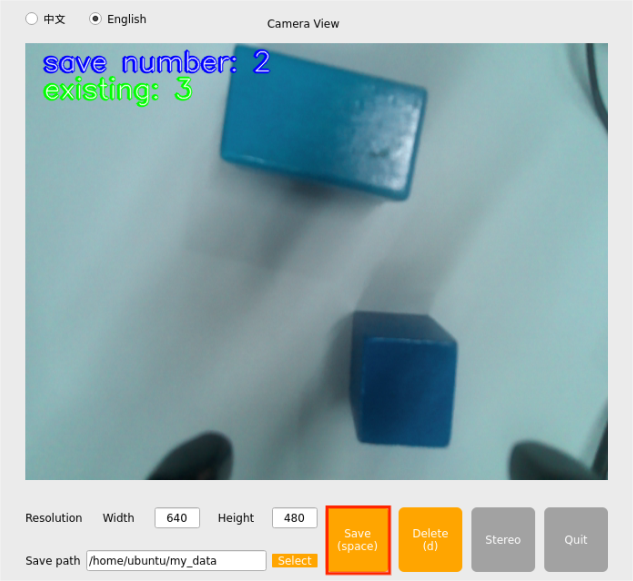 中文 English
Camera View
save number: 2
existing: 3
Resolution Width 640 Height 480
Save (space)
Delete (d)
Stereo
Quit
Save path /home/ubuntu/my_data Select